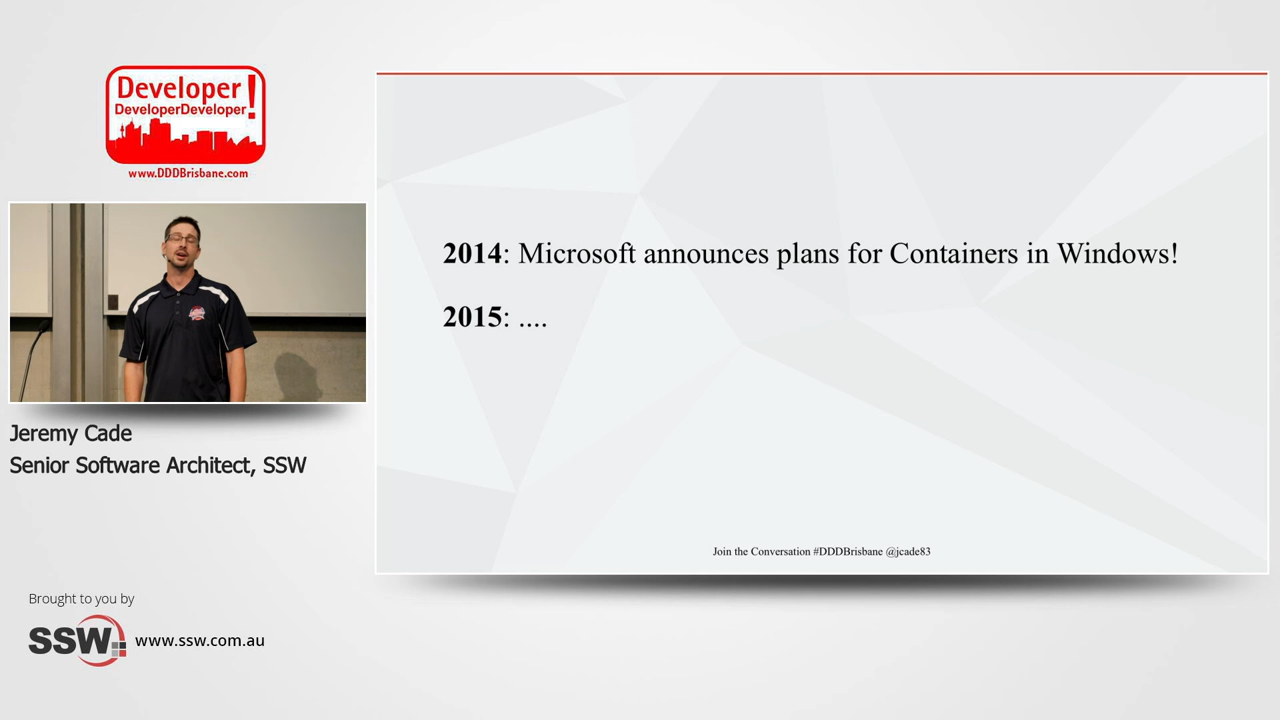 Developer!
DeveloperDeveloper
www.DDDBrisbane.com
Jeremy Cade
Senior Software Architect, SSW
Brought to you by
SSW
www.ssw.com.au
2014: Microsoft announces plans for Containers in Windows!
2015: ....
Join the Conversation #DDDBrisbane @jcade83